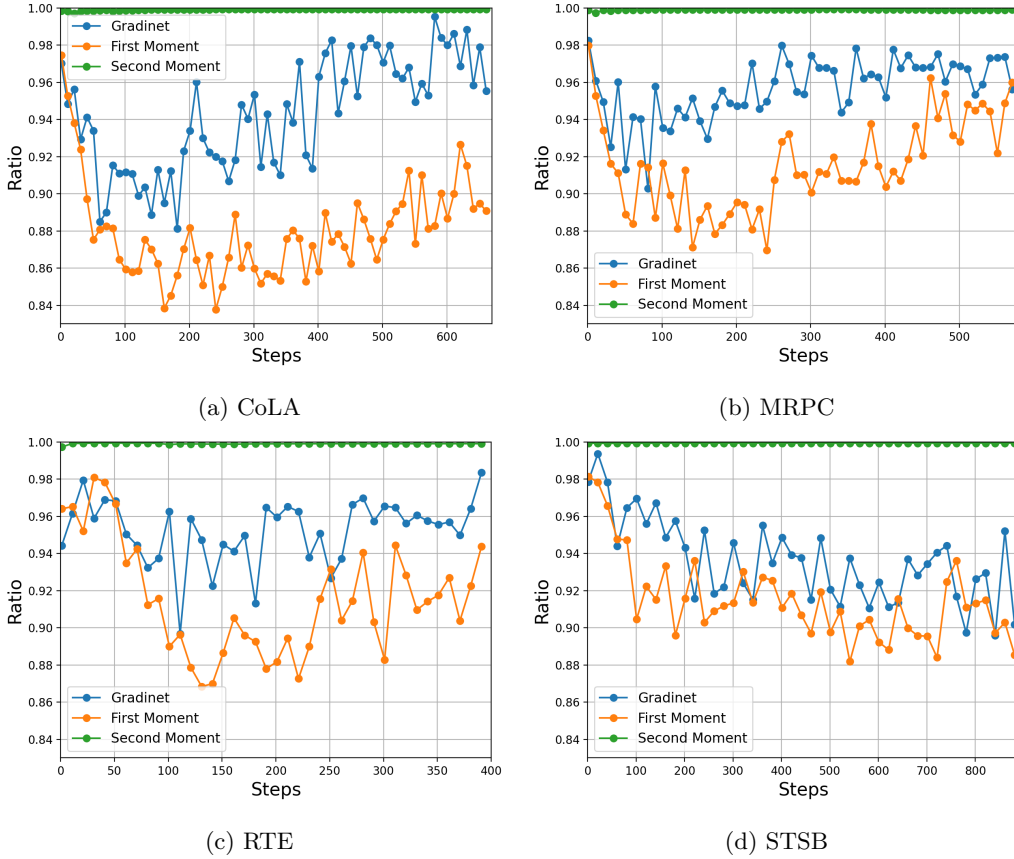 1.00
0.98
0.96
0.94
0.92
0.90
0.88
0.86
0.84
Ratio
Gradinet
First Moment
Second Moment
0 100 200 300 400 500 600
Steps
(a) CoLA
1.00
0.98
0.96
0.94
0.92
0.90
0.88
0.86
0.84
Ratio
Gradinet
First Moment
Second Moment
0 100 200 300 400 500
Steps
(b) MRPC
1.00
0.98
0.96
0.94
0.92
0.90
0.88
0.86
0.84
Ratio
Gradinet
First Moment
Second Moment
0 50 100 150 200 250 300 350 400
Steps
(c) RTE
1.00
0.98
0.96
0.94
0.92
0.90
0.88
0.86
0.84
Ratio
Gradinet
First Moment
Second Moment
0 100 200 300 400 500 600 700 800
Steps
(d) STSB